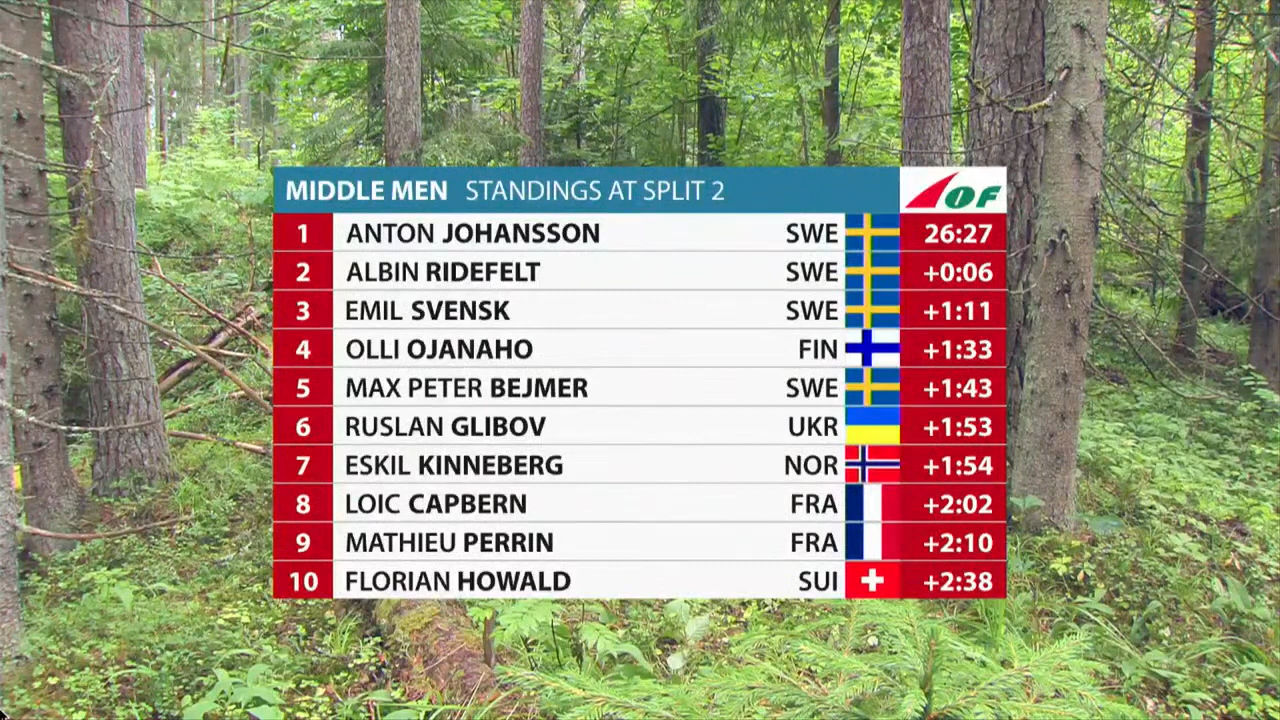 MIDDLE MEN STANDINGS AT SPLIT 2 IOF
1 ANTON JOHANSSON SWE 26:27
2 ALBIN RIDEFELT SWE +0:06
3 EMIL SVENSK SWE +1:11
4 OLLI OJANAHO FIN +1:33
5 MAX PETER BEJMER SWE +1:43
6 RUSLAN GLIBOV UKR +1:53
7 ESKIL KINNEBERG NOR +1:54
8 LOIC CAPBERN FRA +2:02
9 MATHIEU PERRIN FRA +2:10
10 FLORIAN HOWALD SUI +2:38